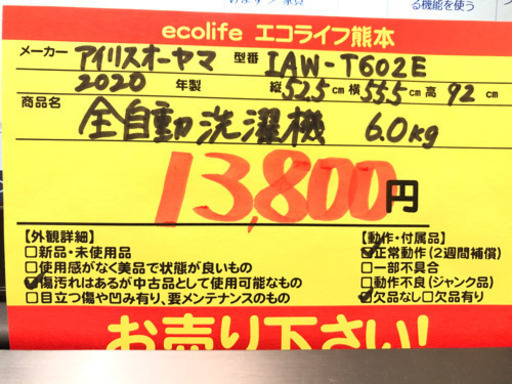 る機能を使う
ecolife エコライフ熊本
メーカー アイリスオーヤマ 型番 IAW-T602E
2020 年製 縦 52.5 cm 横 55.5 cm 高 92 cm
商品名 全自動洗濯機 6.0kg
13,800円
【外観詳細】
□新品・未使用品
□使用感がなく美品で状態が良いもの
☑傷汚れはあるが中古品として使用可能なもの
□目立つ傷や凹み有り、要メンテナンスのもの
【動作・付属品】
☑正常動作(2週間補償)
□一部不具合
□動作不良(ジャンク品)
☑欠品なし□欠品有り
お売り下さい!